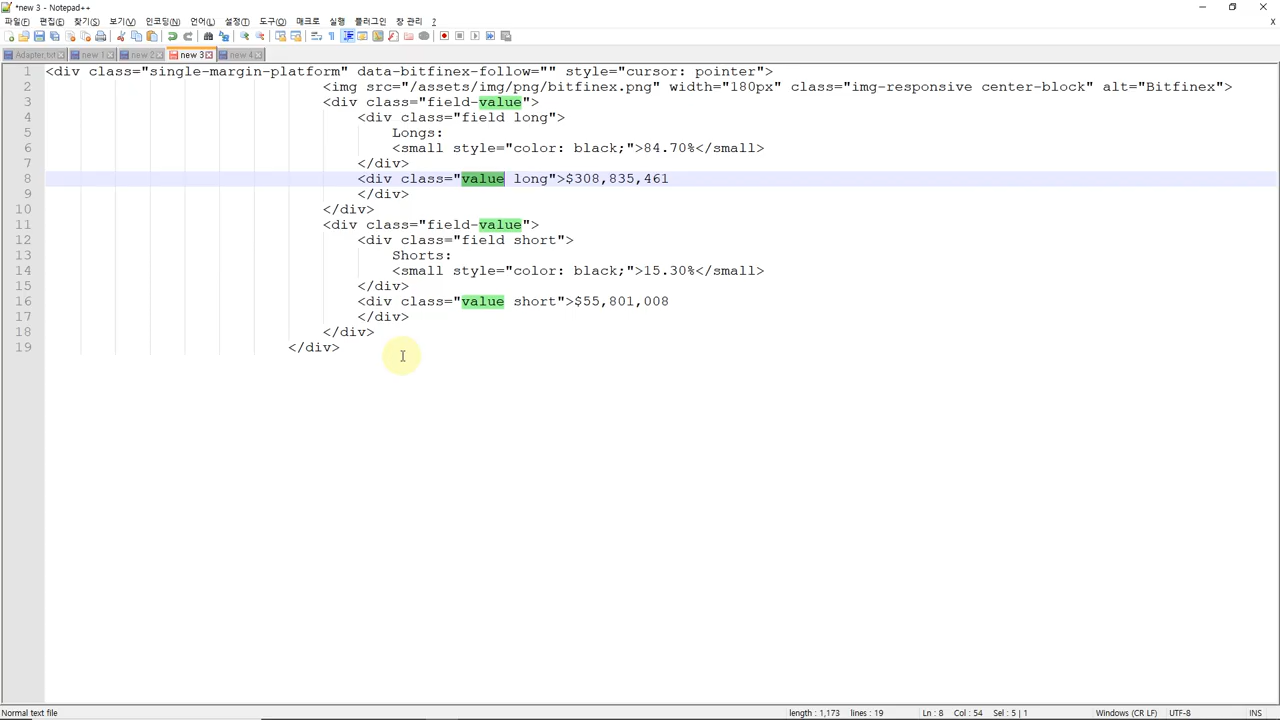 *new 3 - Notepad++
파일(F) 편집(E) 찾기(S) 보기(V) 인코딩(N) 언어(L) 설정(T) 도구(O) 매크로 실행 플러그인 창 관리 ? X
Adapter.txt new 1 new 2 new 3 new 4
1 <div class="single-margin-platform" data-bitfinex-follow="" style="cursor: pointer">
2 <img src="/assets/img/png/bitfinex.png" width="180px" class="img-responsive center-block" alt="Bitfinex">
3 <div class="field-value">
4 <div class="field long">
5 Longs:
6 <small style="color: black;">84.70%</small>
7 </div>
8 <div class="value long">$308,835,461
9 </div>
10 </div>
11 <div class="field-value">
12 <div class="field short">
13 Shorts:
14 <small style="color: black;">15.30%</small>
15 </div>
16 <div class="value short">$55,801,008
17 </div>
18 </div>
19 </div>
Normal text file length : 1,173 lines : 19 Ln : 8 Col : 54 Sel : 5 | 1 Windows (CR LF) UTF-8 INS